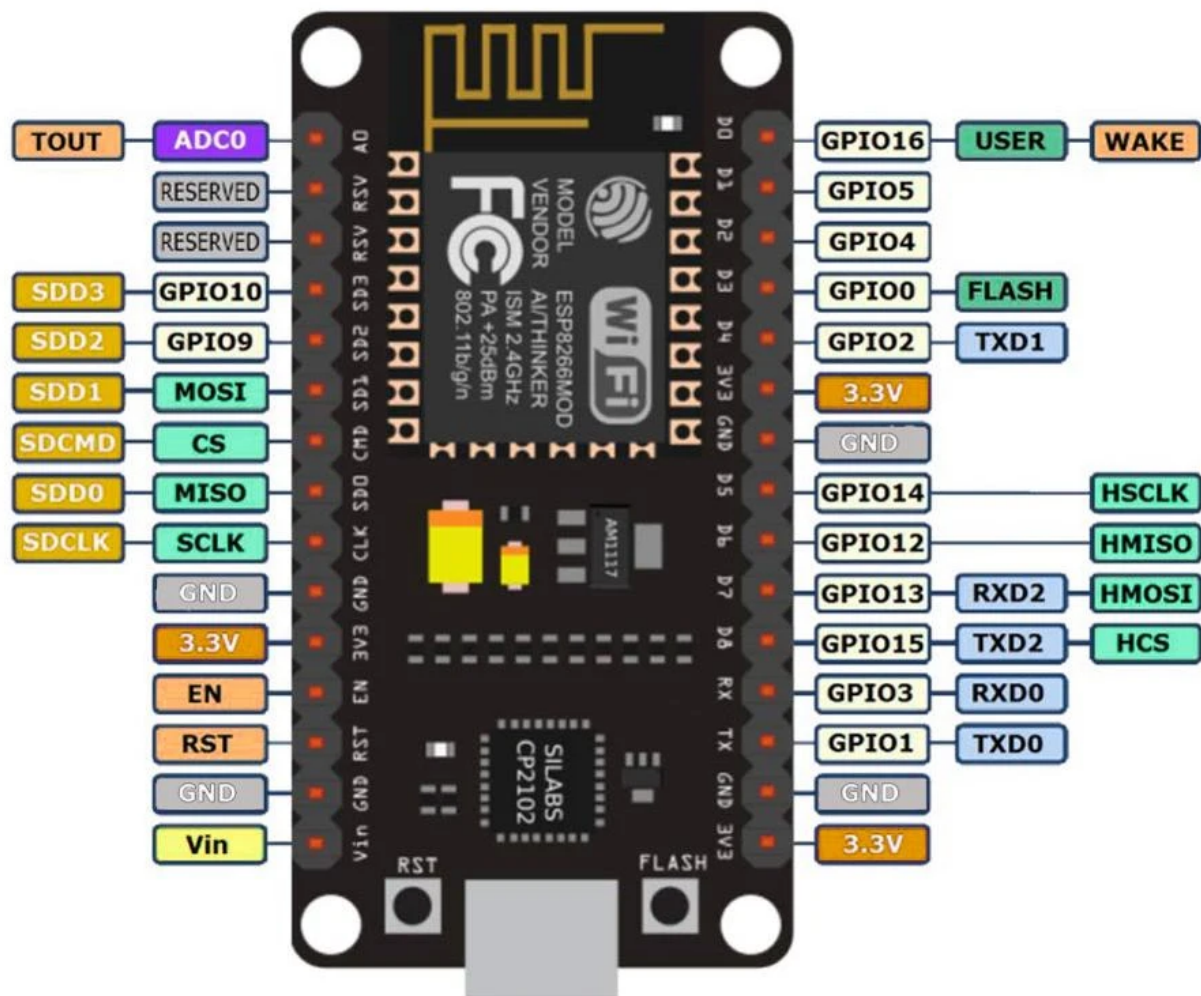 TOUT ADC0 A0 D0 GPIO16 USER WAKE
RESERVED RSV D1 GPIO5
RESERVED RSV D2 GPIO4
SDD3 GPIO10 SD3 D3 GPIO0 FLASH
SDD2 GPIO9 SD2 D4 GPIO2 TXD1
SDD1 MOSI SD1 3V3 3.3V
SDCMD CS CMD GND GND
SDD0 MISO SD0 D5 GPIO14 HSCLK
SDCLK SCLK CLK D6 GPIO12 HMISO
GND GND D7 GPIO13 RXD2 HMOSI
3.3V 3V3 D8 GPIO15 TXD2 HCS
EN EN RX GPIO3 RXD0
RST RST TX GPIO1 TXD0
GND GND GND GND
Vin Vin 3V3 3.3V
MODEL ESP8266MOD
VENDOR AI/THINKER
ISM 2.4GHz
PA +25dBm
802.11b/g/n
FC
WiFi
AM1117
SILABS
CP2102
RST
FLASH